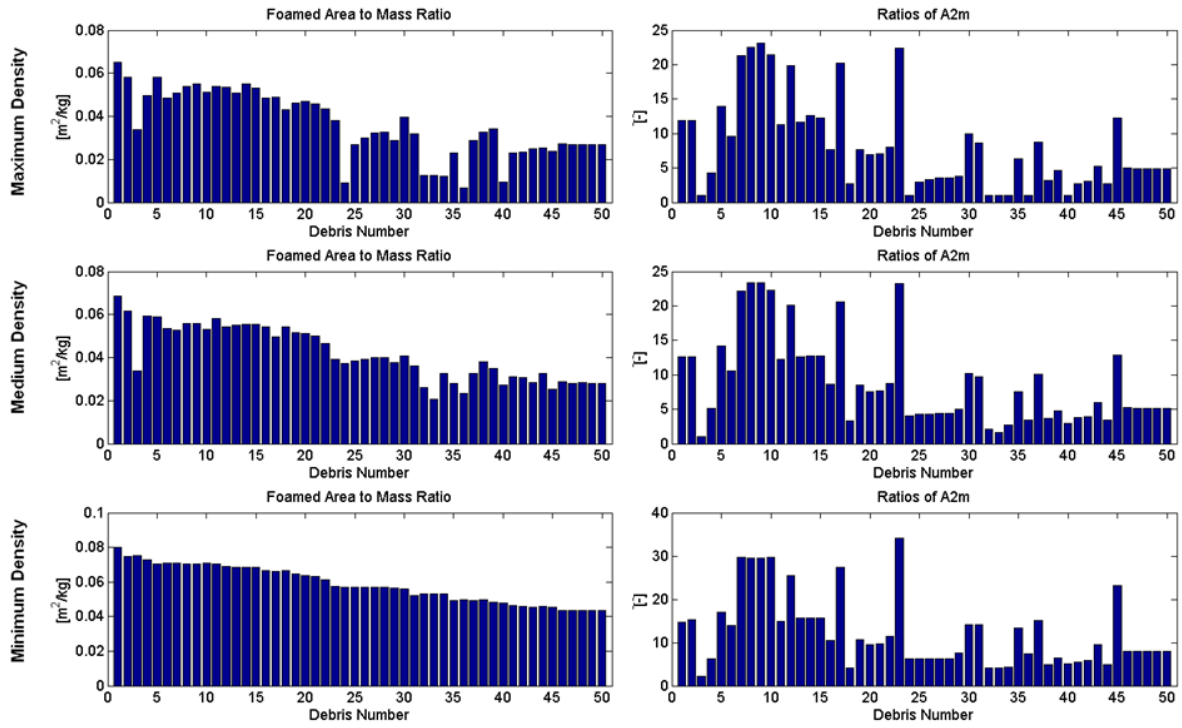 Foamed Area to Mass Ratio
Ratios of A2m
Maximum Density
[m²/kg]
0.08
0.06
0.04
0.02
0
0 5 10 15 20 25 30 35 40 45 50
Debris Number
[-]
25
20
15
10
5
0
0 5 10 15 20 25 30 35 40 45 50
Debris Number
Foamed Area to Mass Ratio
Ratios of A2m
Medium Density
[m²/kg]
0.08
0.06
0.04
0.02
0
0 5 10 15 20 25 30 35 40 45 50
Debris Number
[-]
25
20
15
10
5
0
0 5 10 15 20 25 30 35 40 45 50
Debris Number
Foamed Area to Mass Ratio
Ratios of A2m
Minimum Density
[m²/kg]
0.1
0.08
0.06
0.04
0.02
0
0 5 10 15 20 25 30 35 40 45 50
Debris Number
[-]
40
30
20
10
0
0 5 10 15 20 25 30 35 40 45 50
Debris Number